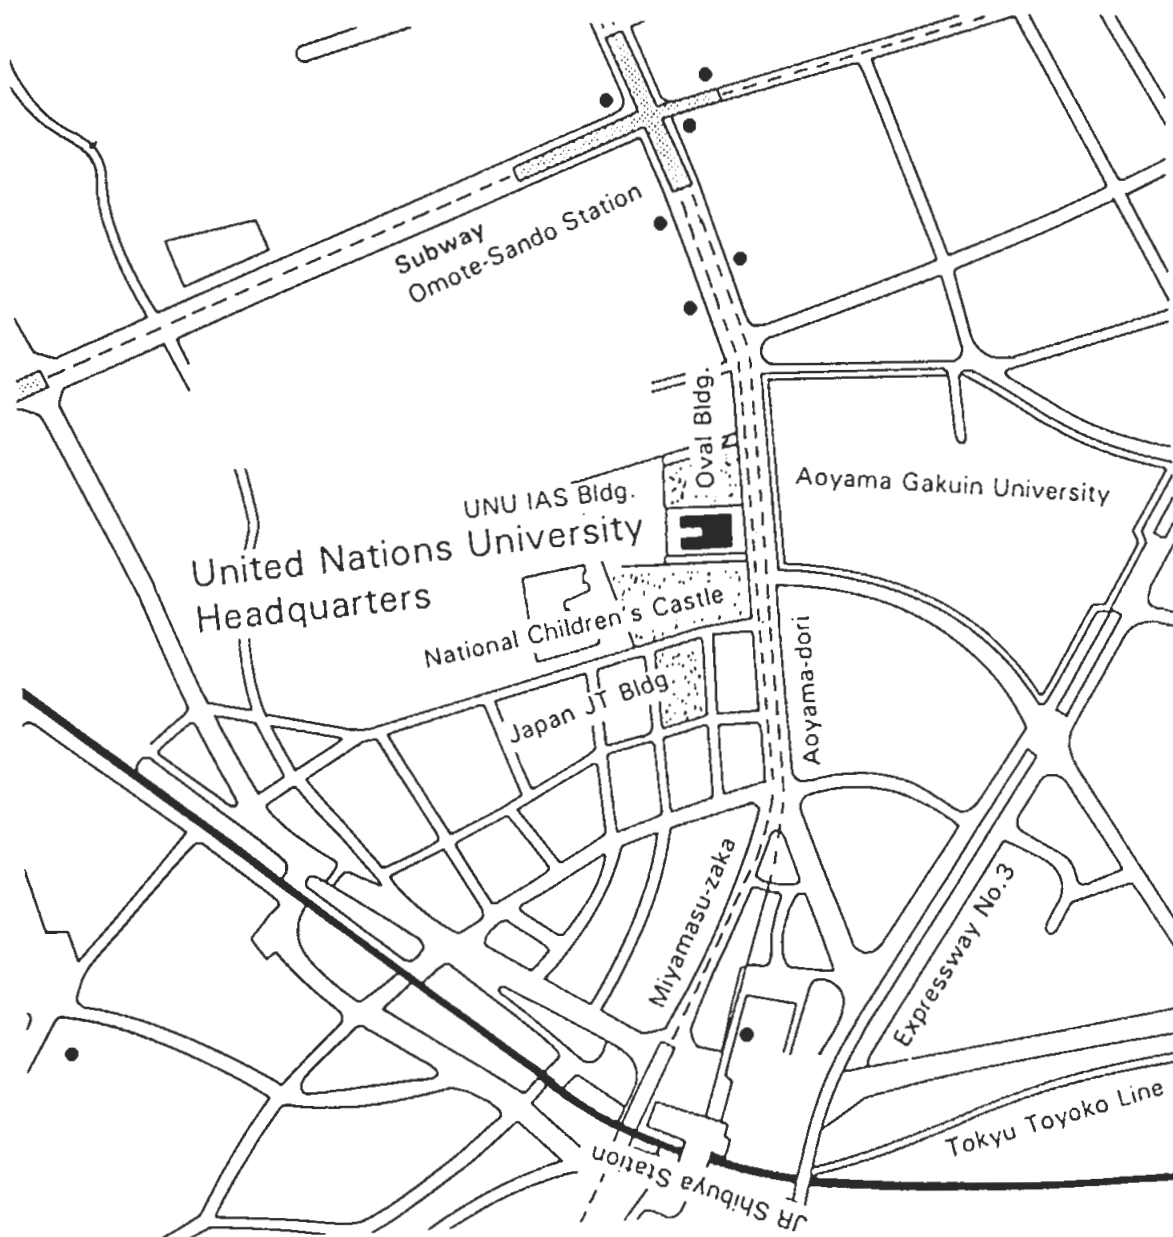 Subway
Omote-Sando Station
Oval Bldg.
Aoyama Gakuin University
UNU IAS Bldg.
United Nations University
Headquarters
National Children's Castle
Japan JT Bldg.
Aoyama-dori
Miyamasu-zaka
Expressway No.3
Tokyu Toyoko Line
JR Shibuya Station